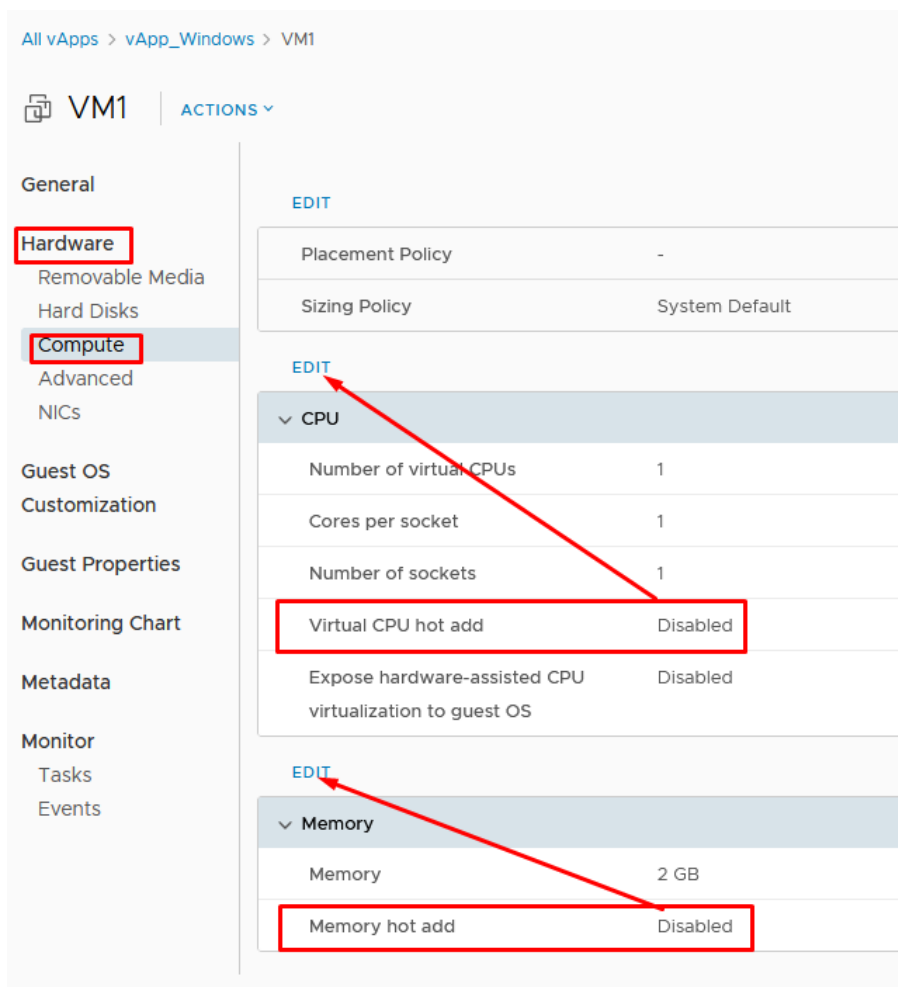 All vApps > vApp_Windows > VM1
VM1 ACTIONS
General
Hardware
Removable Media
Hard Disks
Compute
Advanced
NICs
Guest OS
Customization
Guest Properties
Monitoring Chart
Metadata
Monitor
Tasks
Events
EDIT
Placement Policy -
Sizing Policy System Default
EDIT
CPU
Number of virtual CPUs 1
Cores per socket 1
Number of sockets 1
Virtual CPU hot add Disabled
Expose hardware-assisted CPU Disabled
virtualization to guest OS
EDIT
Memory
Memory 2 GB
Memory hot add Disabled